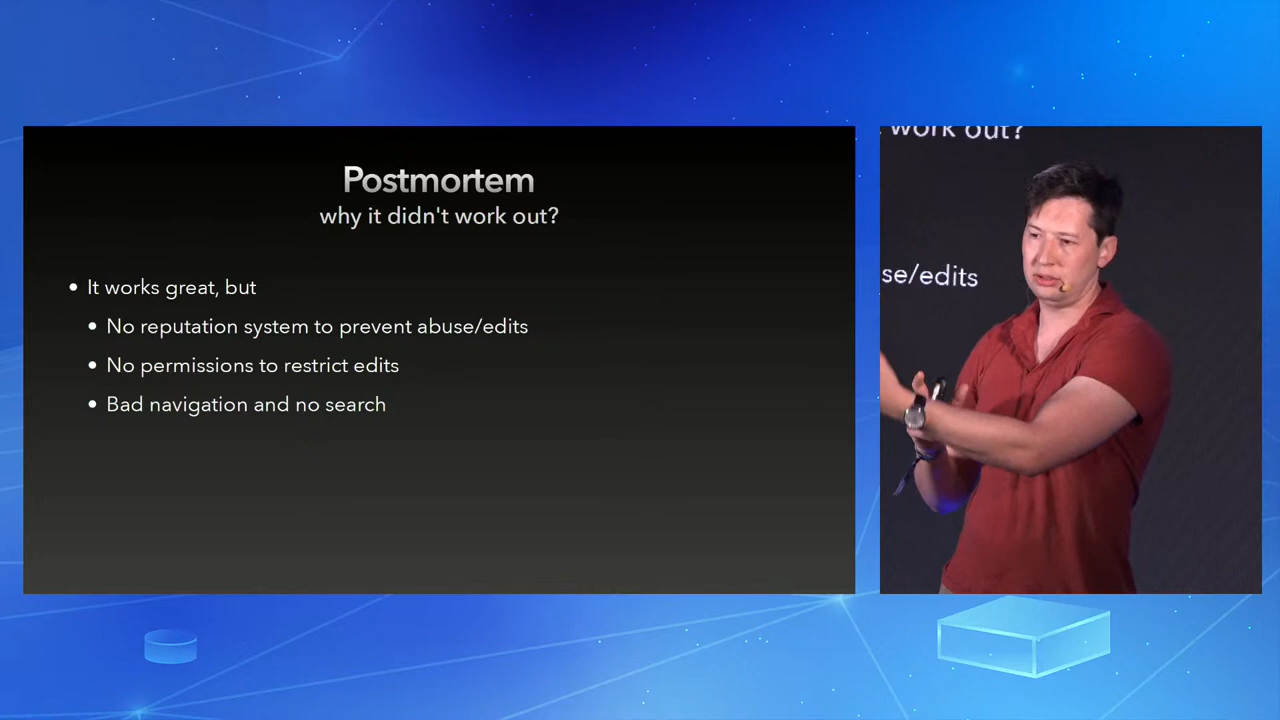 Postmortem
why it didn't work out?
• It works great, but
• No reputation system to prevent abuse/edits
• No permissions to restrict edits
• Bad navigation and no search
work out?
se/edits